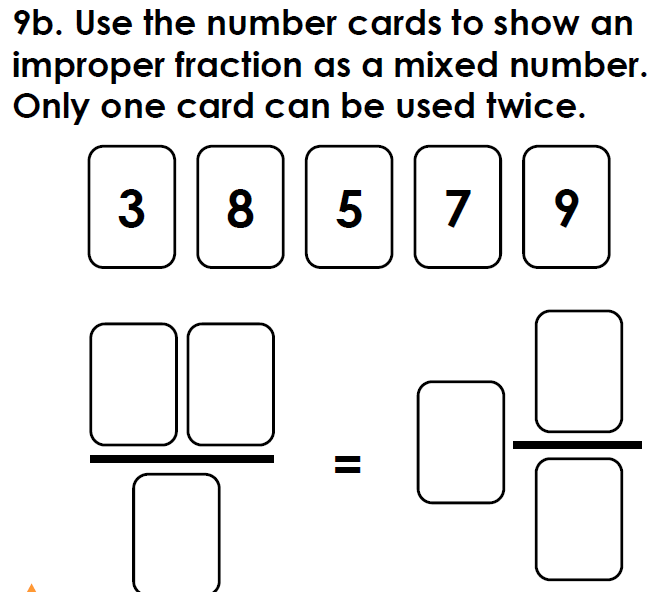 9b. Use the number cards to show an
improper fraction as a mixed number.
Only one card can be used twice.
3 8 5 7 9
=